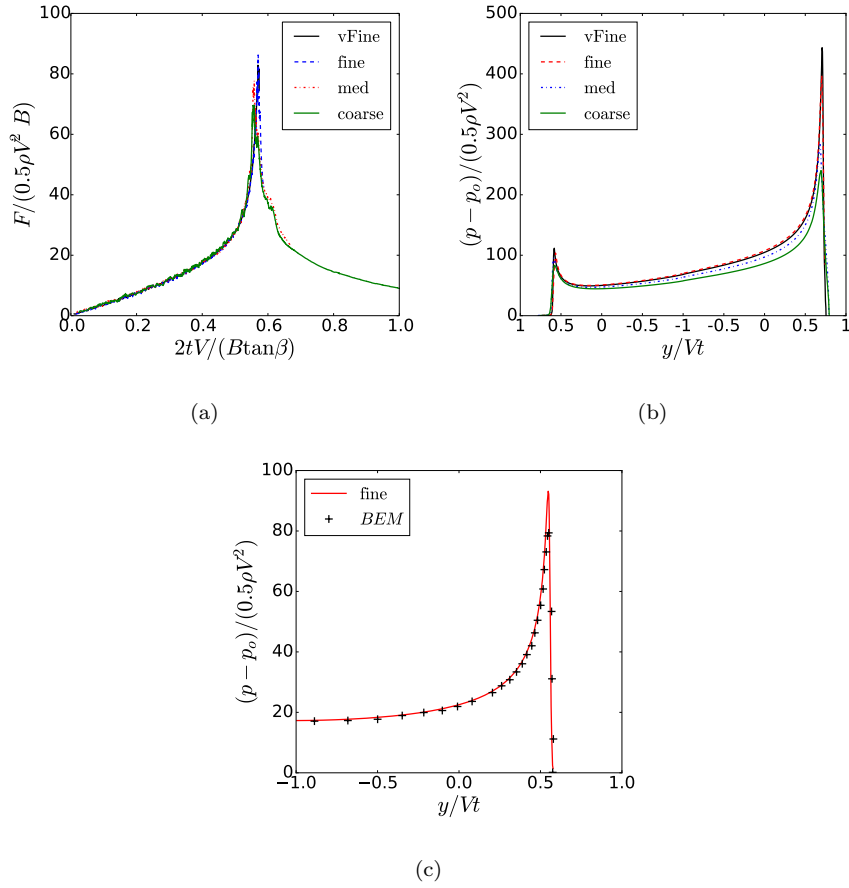 F/(0.5ρV² B)
100
80
60
40
20
0
0.0 0.2 0.4 0.6 0.8 1.0
2tV/(Btanβ)
vFine
fine
med
coarse
(a)
(p − pₒ)/(0.5ρV²)
500
400
300
200
100
0
1 0.5 0 -0.5 -1 -0.5 0 0.5 1
y/Vt
vFine
fine
med
coarse
(b)
(p − pₒ)/(0.5ρV²)
100
80
60
40
20
0
−1.0 −0.5 0.0 0.5 1.0
y/Vt
fine
BEM
(c)